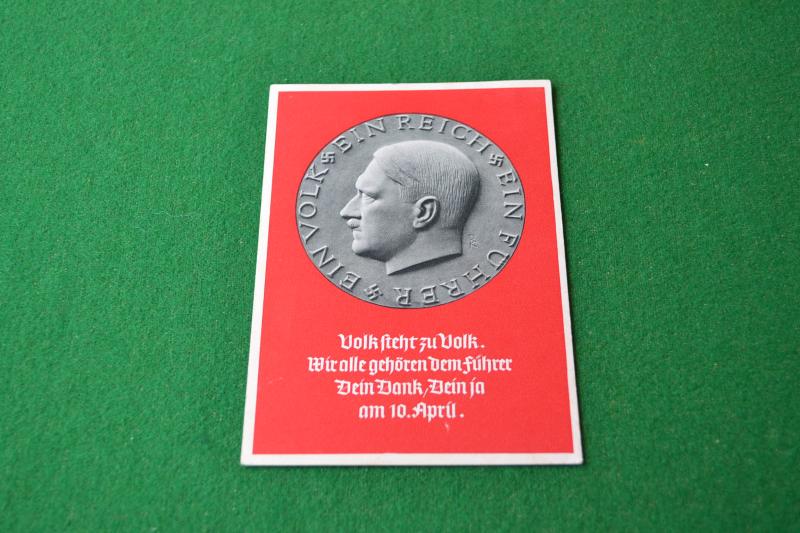 EIN VOLK EIN REICH EIN FÜHRER
Volk steht zu Volk.
Wir alle gehören dem Führer
Dein Dank, Dein ja
am 10. April.